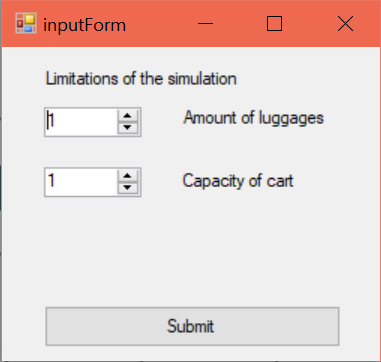 inputForm
Limitations of the simulation
1 Amount of luggages
1 Capacity of cart
Submit